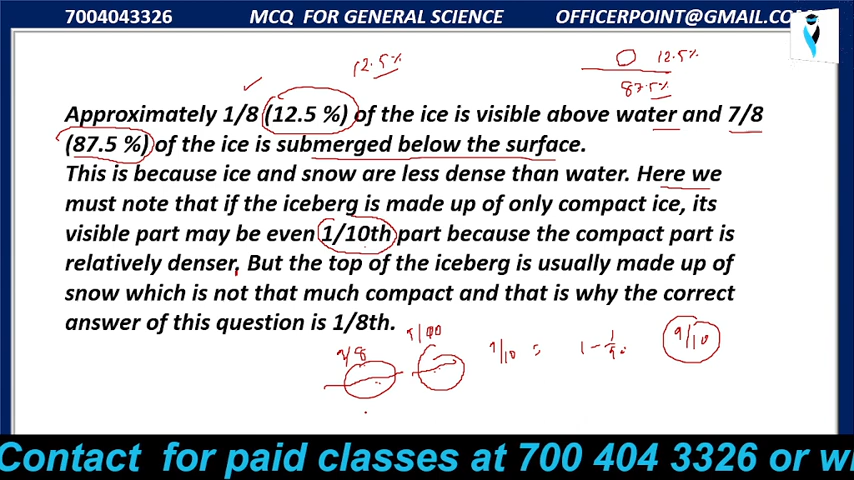 7004043326 MCQ FOR GENERAL SCIENCE OFFICERPOINT@GMAIL.COM
12.5%
12.5%
87.5%
Approximately 1/8 (12.5 %) of the ice is visible above water and 7/8
(87.5 %) of the ice is submerged below the surface.
This is because ice and snow are less dense than water. Here we
must note that if the iceberg is made up of only compact ice, its
visible part may be even 1/10th part because the compact part is
relatively denser. But the top of the iceberg is usually made up of
snow which is not that much compact and that is why the correct
answer of this question is 1/8th.
9/10
Contact for paid classes at 700 404 3326 or